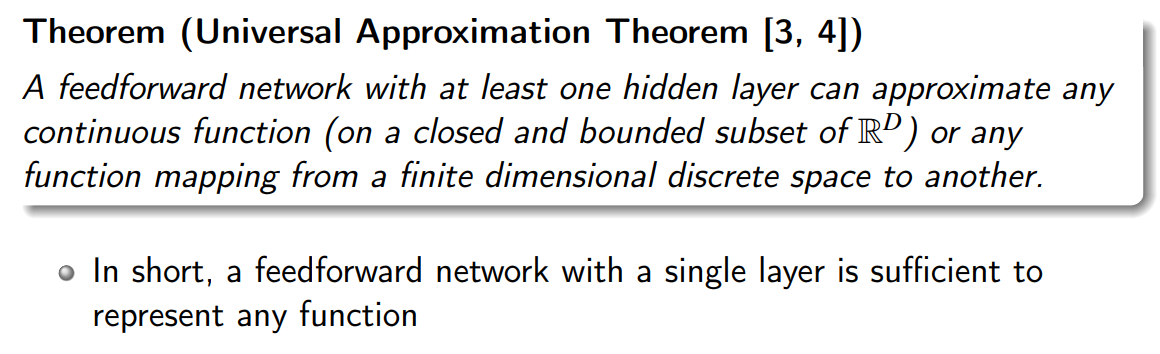 Theorem (Universal Approximation Theorem [3, 4])
A feedforward network with at least one hidden layer can approximate any
continuous function (on a closed and bounded subset of ℝᴰ) or any
function mapping from a finite dimensional discrete space to another.
In short, a feedforward network with a single layer is sufficient to
represent any function